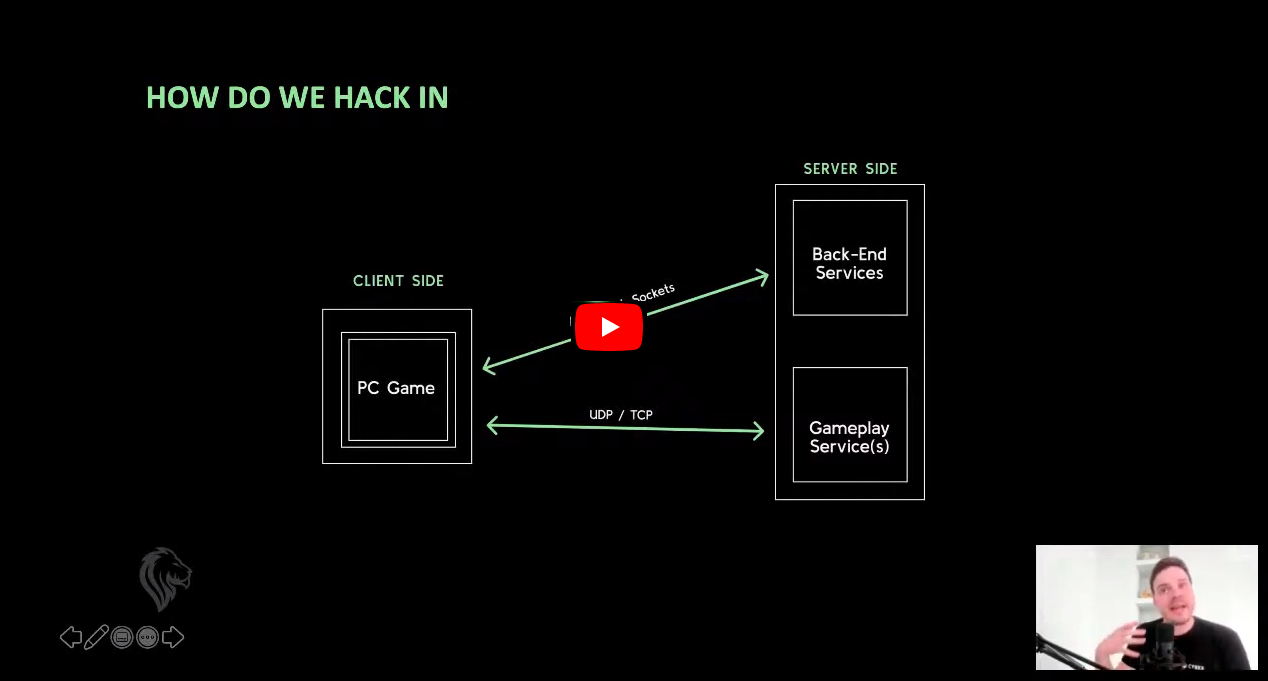 HOW DO WE HACK IN
SERVER SIDE
Back-End
Services
CLIENT SIDE
Sockets
PC Game
UDP / TCP
Gameplay
Service(s)
CYBER